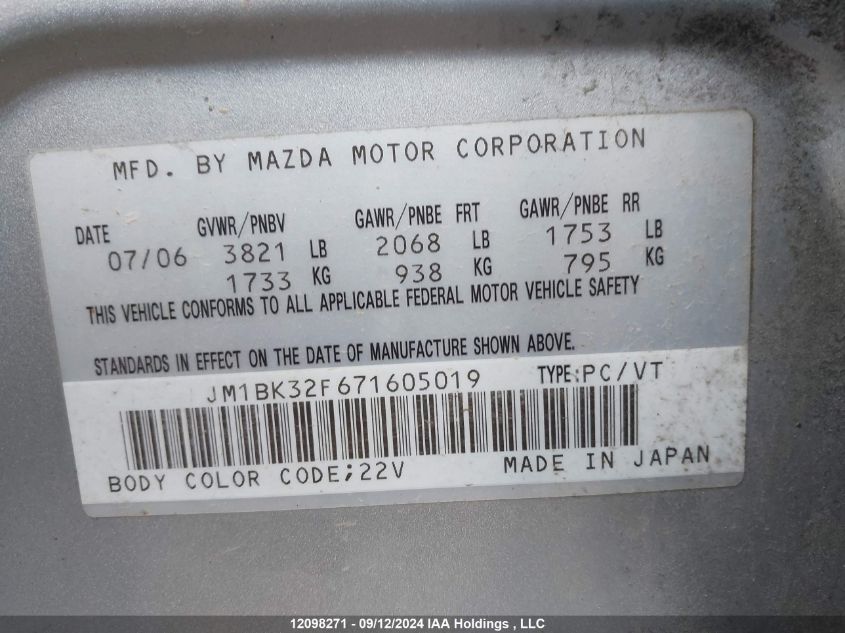 MFD. BY MAZDA MOTOR CORPORATION
DATE GVWR/PNBV GAWR/PNBE FRT GAWR/PNBE RR
07/06 3821 LB 2068 LB 1753 LB
1733 KG 938 KG 795 KG
THIS VEHICLE CONFORMS TO ALL APPLICABLE FEDERAL MOTOR VEHICLE SAFETY
STANDARDS IN EFFECT ON THE DATE OF MANUFACTURE SHOWN ABOVE.
JM1BK32F671605019 TYPE:PC/VT
BODY COLOR CODE;22V MADE IN JAPAN
12098271 - 09/12/2024 IAA Holdings , LLC